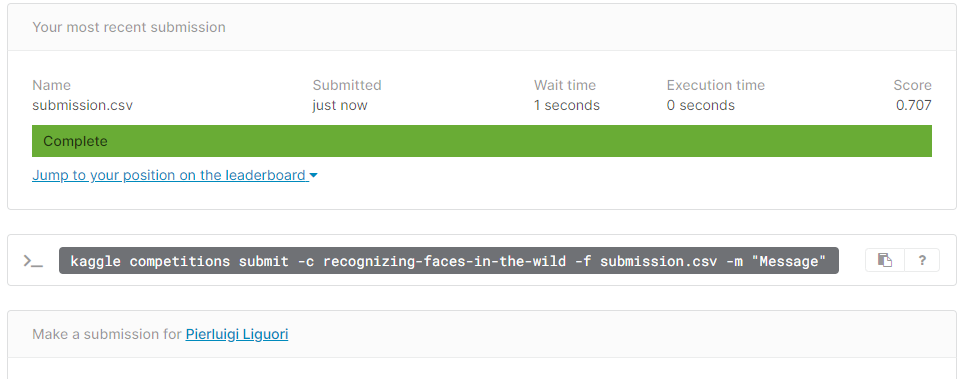 Your most recent submission
Name Submitted Wait time Execution time Score
submission.csv just now 1 seconds 0 seconds 0.707
Complete
Jump to your position on the leaderboard
>_ kaggle competitions submit -c recognizing-faces-in-the-wild -f submission.csv -m "Message" ?
Make a submission for Pierluigi Liguori